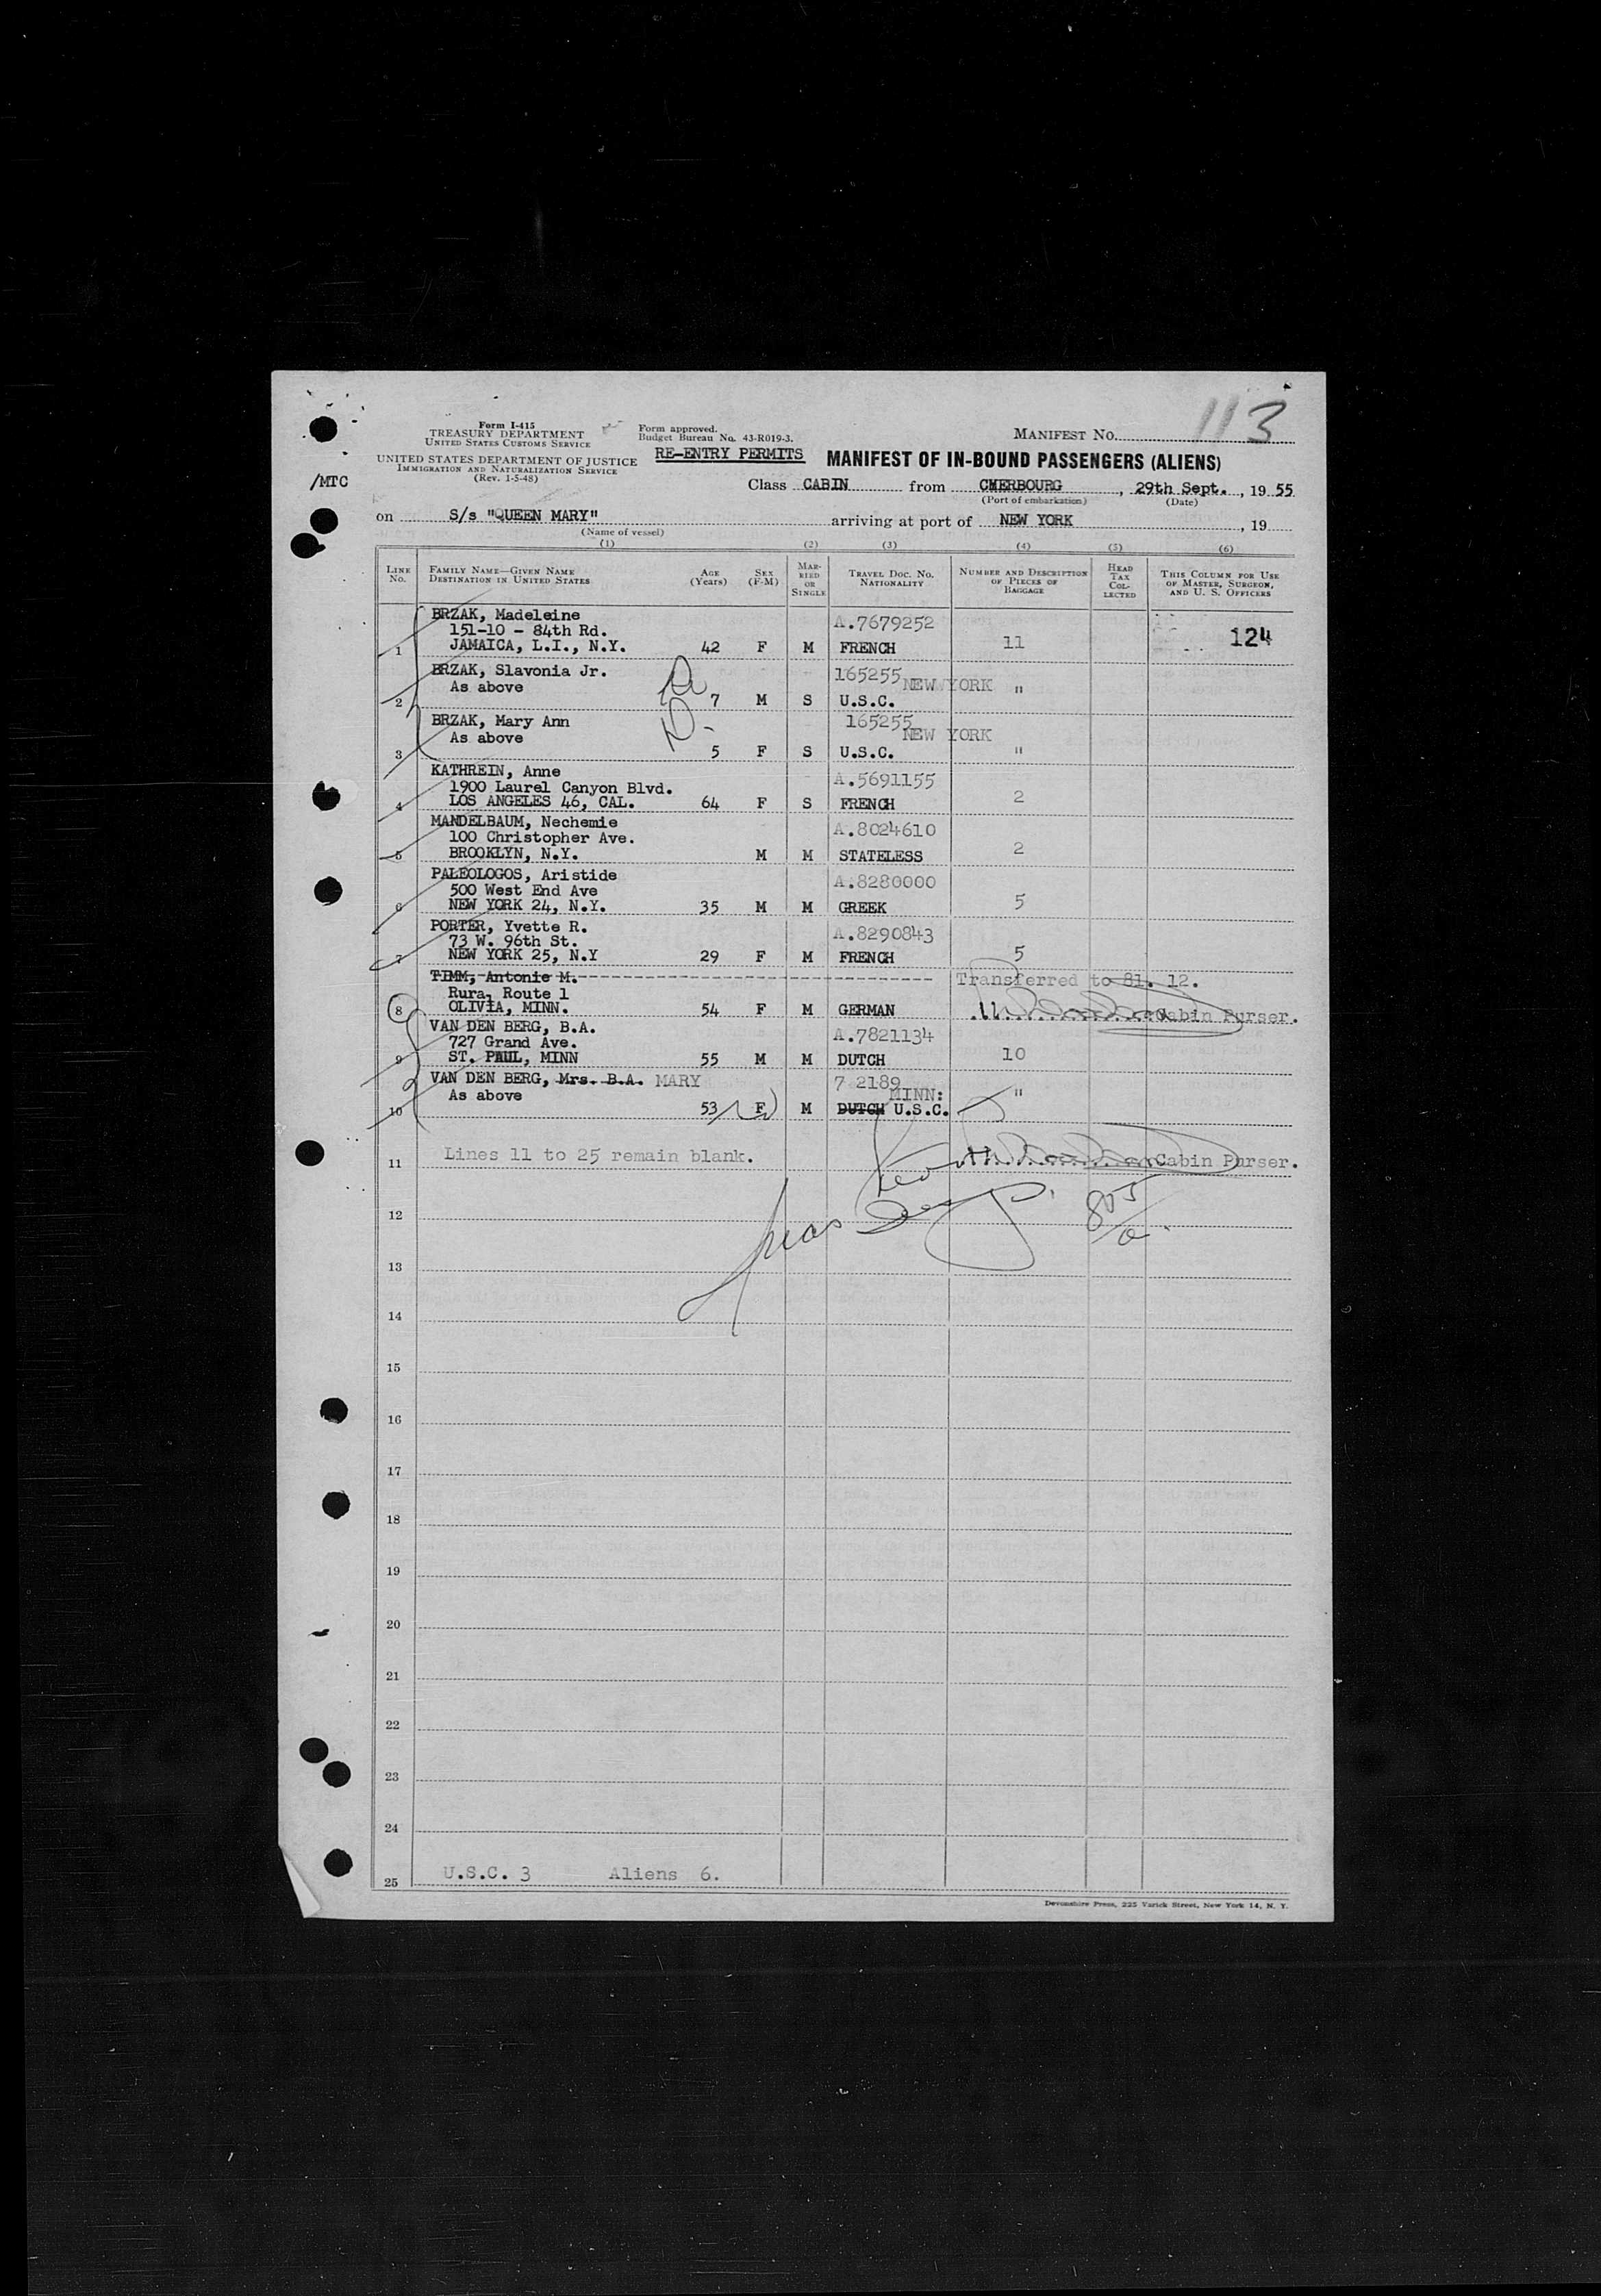 113
Form I-415
TREASURY DEPARTMENT
UNITED STATES CUSTOMS SERVICE
Form approved.
Budget Bureau No. 43-R019-3.
MANIFEST No.
UNITED STATES DEPARTMENT OF JUSTICE
IMMIGRATION AND NATURALIZATION SERVICE
(Rev. 1-5-48)
RE-ENTRY PERMITS
MANIFEST OF IN-BOUND PASSENGERS (ALIENS)
/MTC
Class CABIN from CHERBOURG, 29th Sept., 19 55
(Port of embarkation) (Date)
on S/s "QUEEN MARY" arriving at port of NEW YORK, 19
(Name of vessel)
(1) (2) (3) (4) (5) (6)
LINE No. FAMILY NAME—GIVEN NAME DESTINATION IN UNITED STATES AGE (Years) SEX (F-M) MARRIED OR SINGLE TRAVEL DOC. NO. NATIONALITY NUMBER AND DESCRIPTION OF PIECES OF BAGGAGE HEAD TAX COLLECTED THIS COLUMN FOR USE OF MASTER, SURGEON, AND U. S. OFFICERS
BRZAK, Madeleine A.7679252
151-10 - 84th Rd. 124
1 JAMAICA, L.I., N.Y. 42 F M FRENCH 11
BRZAK, Slavonia Jr. 165255
As above NEW YORK "
2 7 M S U.S.C.
BRZAK, Mary Ann 165255
As above NEW YORK
3 5 F S U.S.C. "
KATHREIN, Anne A.5691155
1900 Laurel Canyon Blvd.
4 LOS ANGELES 46, CAL. 64 F S FRENCH 2
MANDELBAUM, Nechemie A.8024610
100 Christopher Ave.
5 BROOKLYN, N.Y. M M STATELESS 2
PALEOLOGOS, Aristide A.8280000
500 West End Ave
6 NEW YORK 24, N.Y. 35 M M GREEK 5
PORTER, Yvette R. A.8290843
73 W. 96th St.
7 NEW YORK 25, N.Y 29 F M FRENCH 5
TIMM, Antonie M. Transferred to 81. 12.
Rura, Route 1
8 OLIVIA, MINN. 54 F M GERMAN Cabin Purser.
VAN DEN BERG, B.A. A.7821134
727 Grand Ave.
9 ST. PAUL, MINN 55 M M DUTCH 10
VAN DEN BERG, Mrs. B.A. MARY 7 2189
As above MINN: "
10 53 F M DUTCH U.S.C.
11 Lines 11 to 25 remain blank. Cabin Purser.
12
13
14
15
16
17
18
19
20
21
22
23
24
25 U.S.C. 3 Aliens 6.
Devonshire Press, 225 Varick Street, New York 14, N. Y.